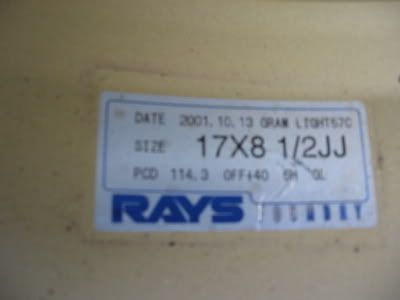 DATE 2001.10.13 GRAM LIGHT57C
SIZE 17X8 1/2JJ
PCD 114.3 OFF+40 5H
RAYS